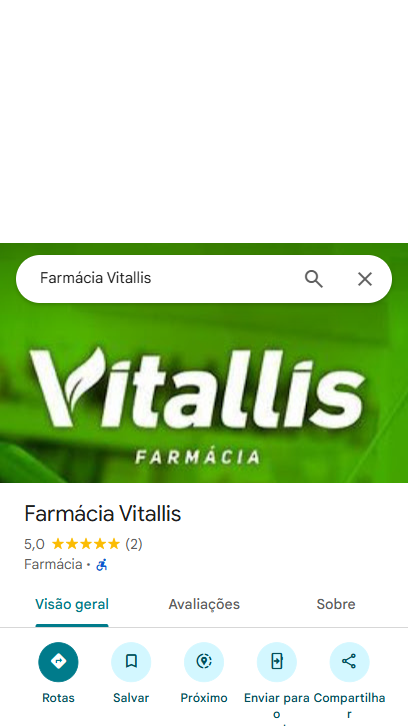 Farmácia Vitallis
Vitallis
FARMÁCIA
Farmácia Vitallis
5,0 ★★★★★ (2)
Farmácia ·
Visão geral Avaliações Sobre
Rotas Salvar Próximo Enviar para o Compartilhar